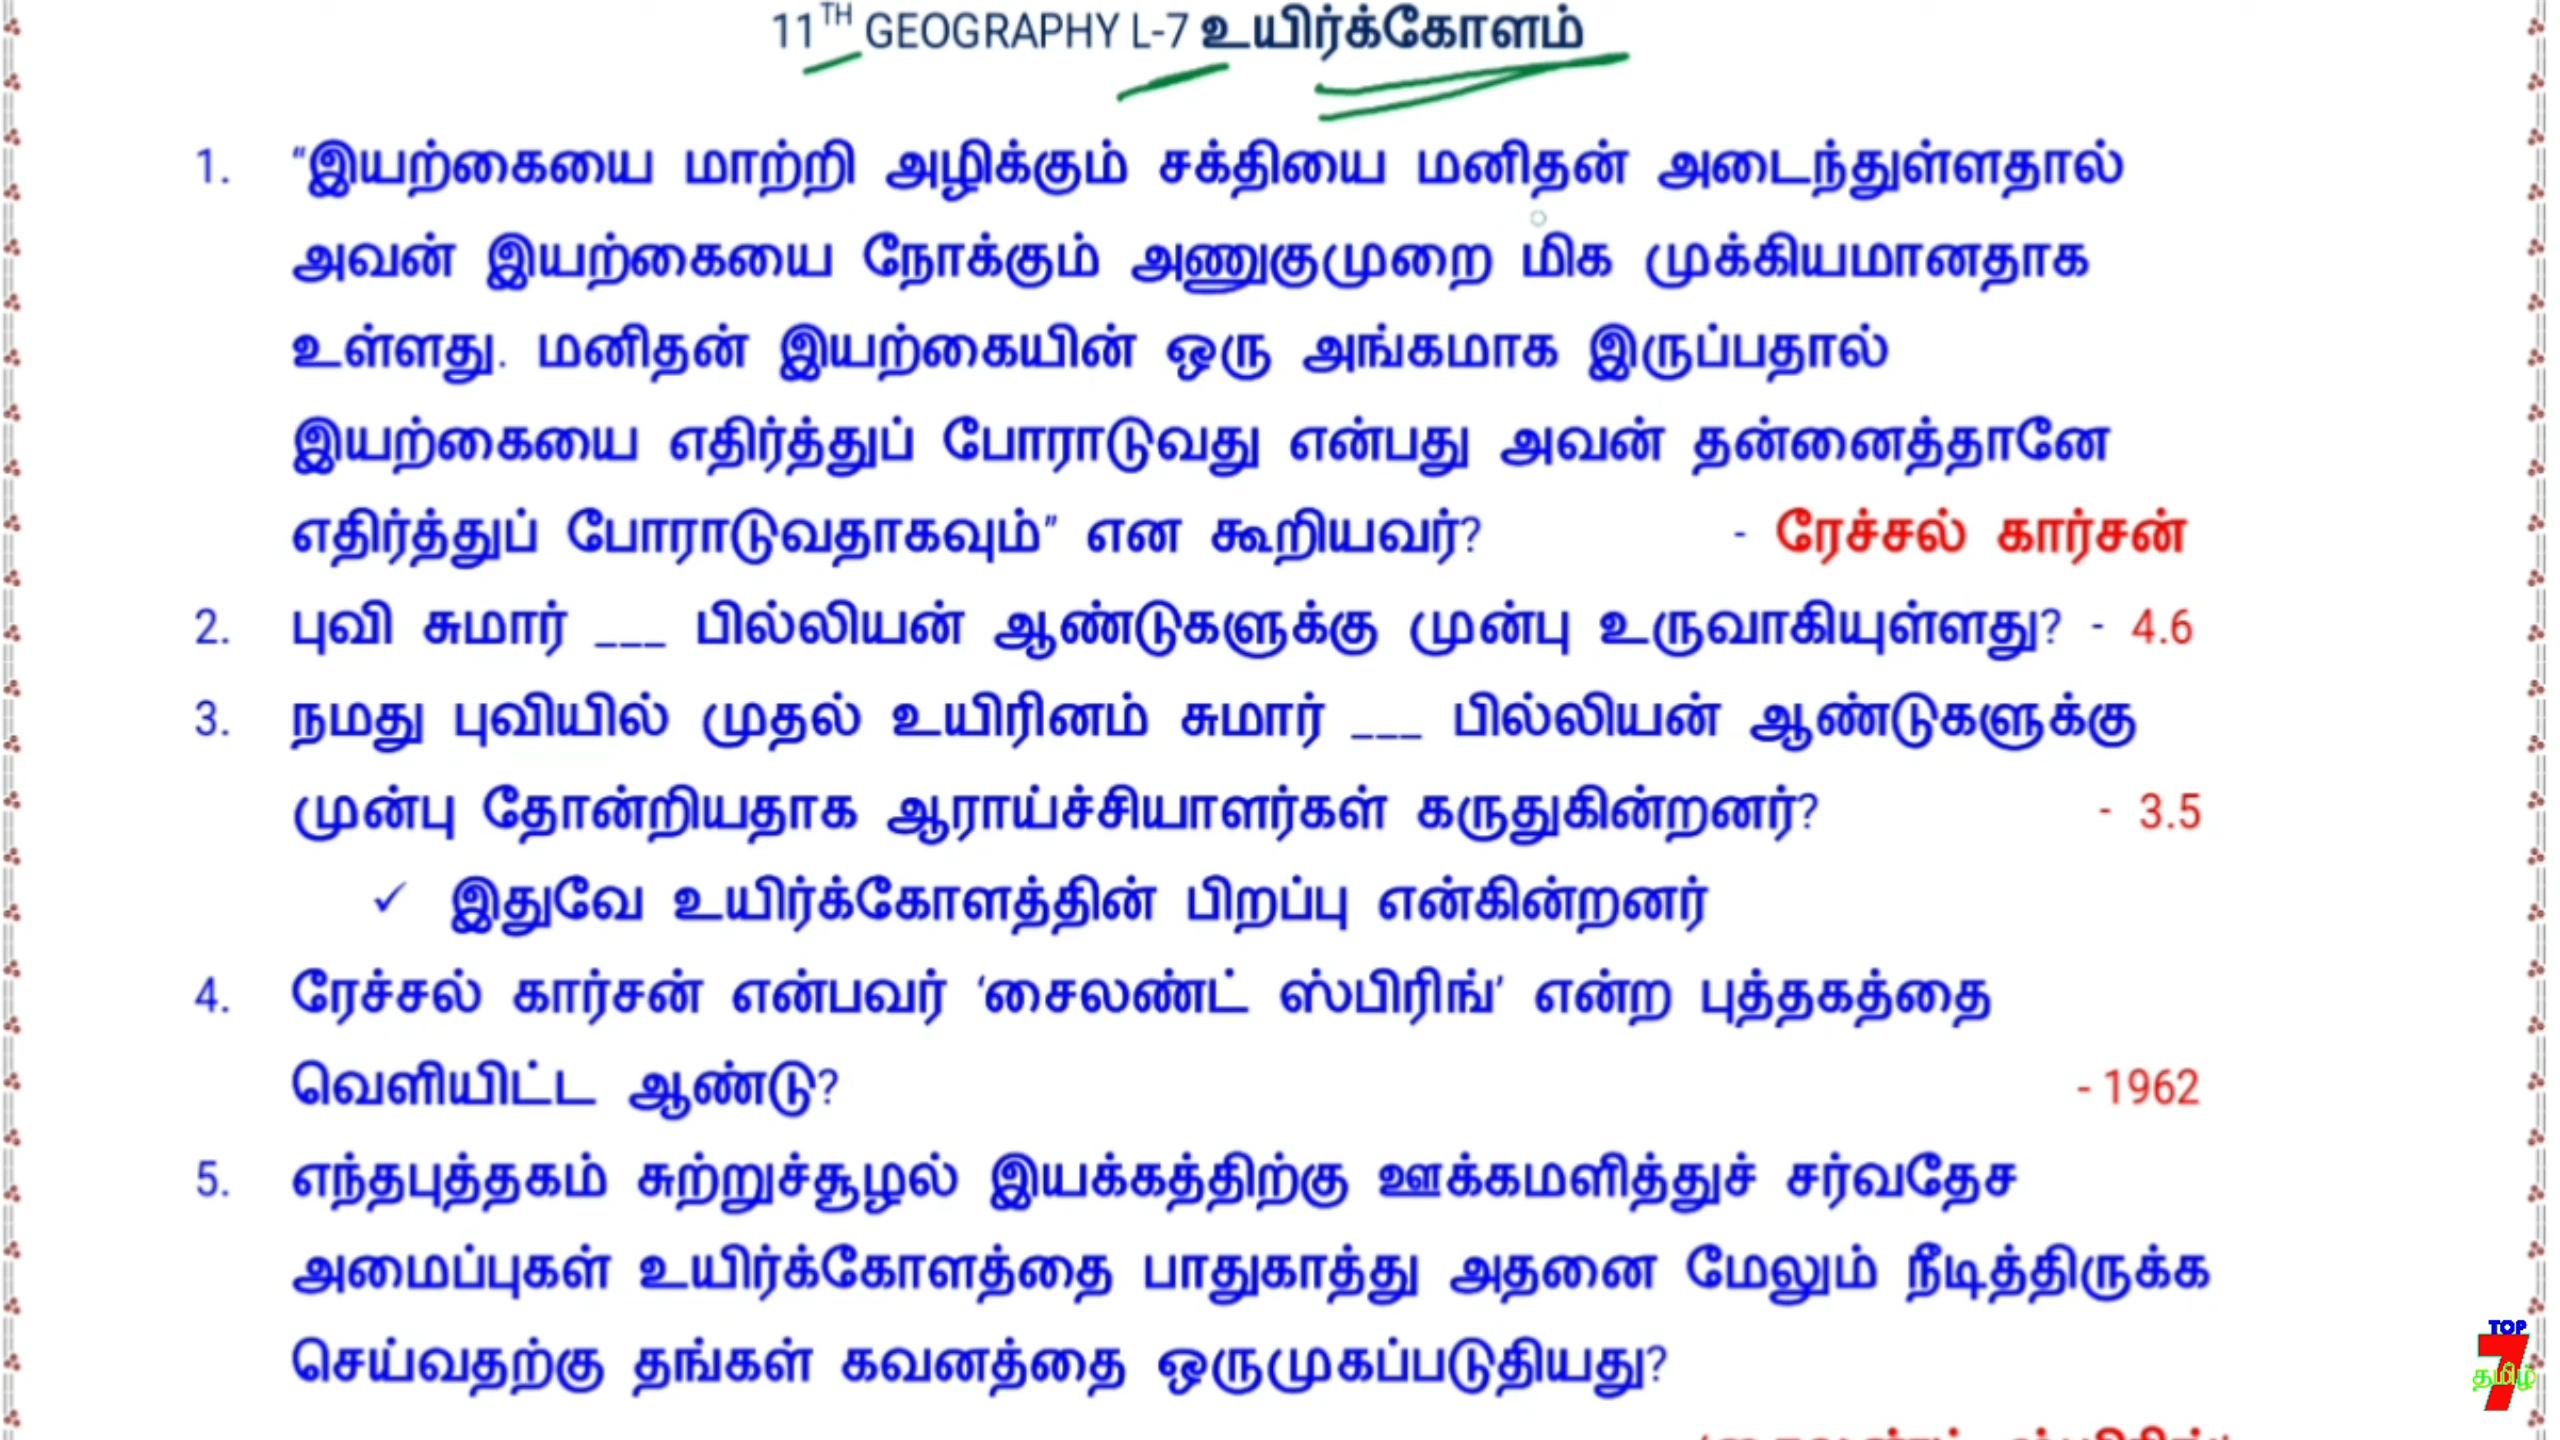 11TH GEOGRAPHY L-7 உயிர்க்கோளம்
1. “இயற்கையை மாற்றி அழிக்கும் சக்தியை மனிதன் அடைந்துள்ளதால்
அவன் இயற்கையை நோக்கும் அணுகுமுறை மிக முக்கியமானதாக
உள்ளது. மனிதன் இயற்கையின் ஒரு அங்கமாக இருப்பதால்
இயற்கையை எதிர்த்துப் போராடுவது என்பது அவன் தன்னைத்தானே
எதிர்த்துப் போராடுவதாகவும்” என கூறியவர்? - ரேச்சல் கார்சன்
2. புவி சுமார் ___ பில்லியன் ஆண்டுகளுக்கு முன்பு உருவாகியுள்ளது? - 4.6
3. நமது புவியில் முதல் உயிரினம் சுமார் ___ பில்லியன் ஆண்டுகளுக்கு
முன்பு தோன்றியதாக ஆராய்ச்சியாளர்கள் கருதுகின்றனர்? - 3.5
✓ இதுவே உயிர்க்கோளத்தின் பிறப்பு என்கின்றனர்
4. ரேச்சல் கார்சன் என்பவர் ‘சைலண்ட் ஸ்பிரிங்’ என்ற புத்தகத்தை
வெளியிட்ட ஆண்டு? - 1962
5. எந்தபுத்தகம் சுற்றுச்சூழல் இயக்கத்திற்கு ஊக்கமளித்துச் சர்வதேச
அமைப்புகள் உயிர்க்கோளத்தை பாதுகாத்து அதனை மேலும் நீடித்திருக்க
செய்வதற்கு தங்கள் கவனத்தை ஒருமுகப்படுதியது?
TOP
7
தமிழ்